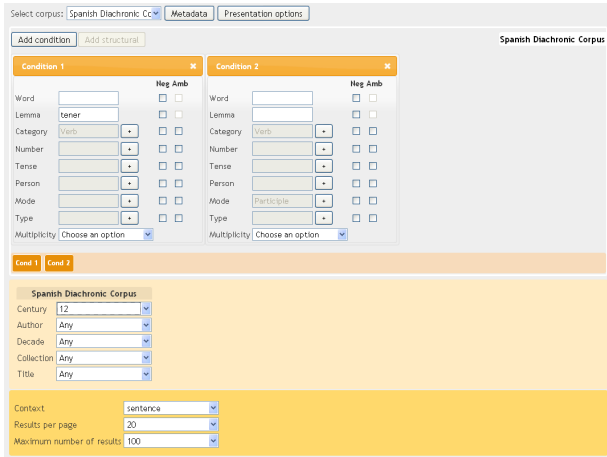 Select corpus: Spanish Diachronic Co Metadata Presentation options
Add condition Add structural Spanish Diachronic Corpus
Condition 1 Condition 2
Neg Amb Neg Amb
Word Word
Lemma tener Lemma
Category Verb + Category Verb +
Number + Number +
Tense + Tense +
Person + Person +
Mode + Mode Participle +
Type + Type +
Multiplicity Choose an option Multiplicity Choose an option
Cond 1 Cond 2
Spanish Diachronic Corpus
Century 12
Author Any
Decade Any
Collection Any
Title Any
Context sentence
Results per page 20
Maximum number of results 100